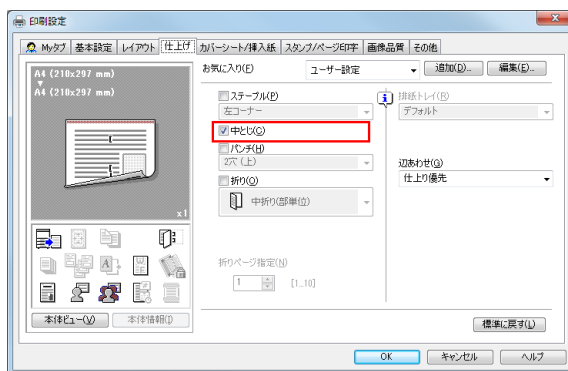 印刷設定
Myタブ 基本設定 レイアウト 仕上げ カバーシート/挿入紙 スタンプ/ページ印字 画像品質 その他
A4 (210x297 mm)
A4 (210x297 mm)
x1
本体ビュー(V) 本体情報(I)
お気に入り(F) ユーザー設定 追加(D)... 編集(E)...
ステープル(P)
左コーナー
中とじ(C)
パンチ(H)
2穴 (上)
折り(O)
中折り(部単位)
折りページ指定(N)
1 [1..10]
排紙トレイ(R)
デフォルト
辺あわせ(G)
仕上り優先
標準に戻す(L)
OK キャンセル ヘルプ